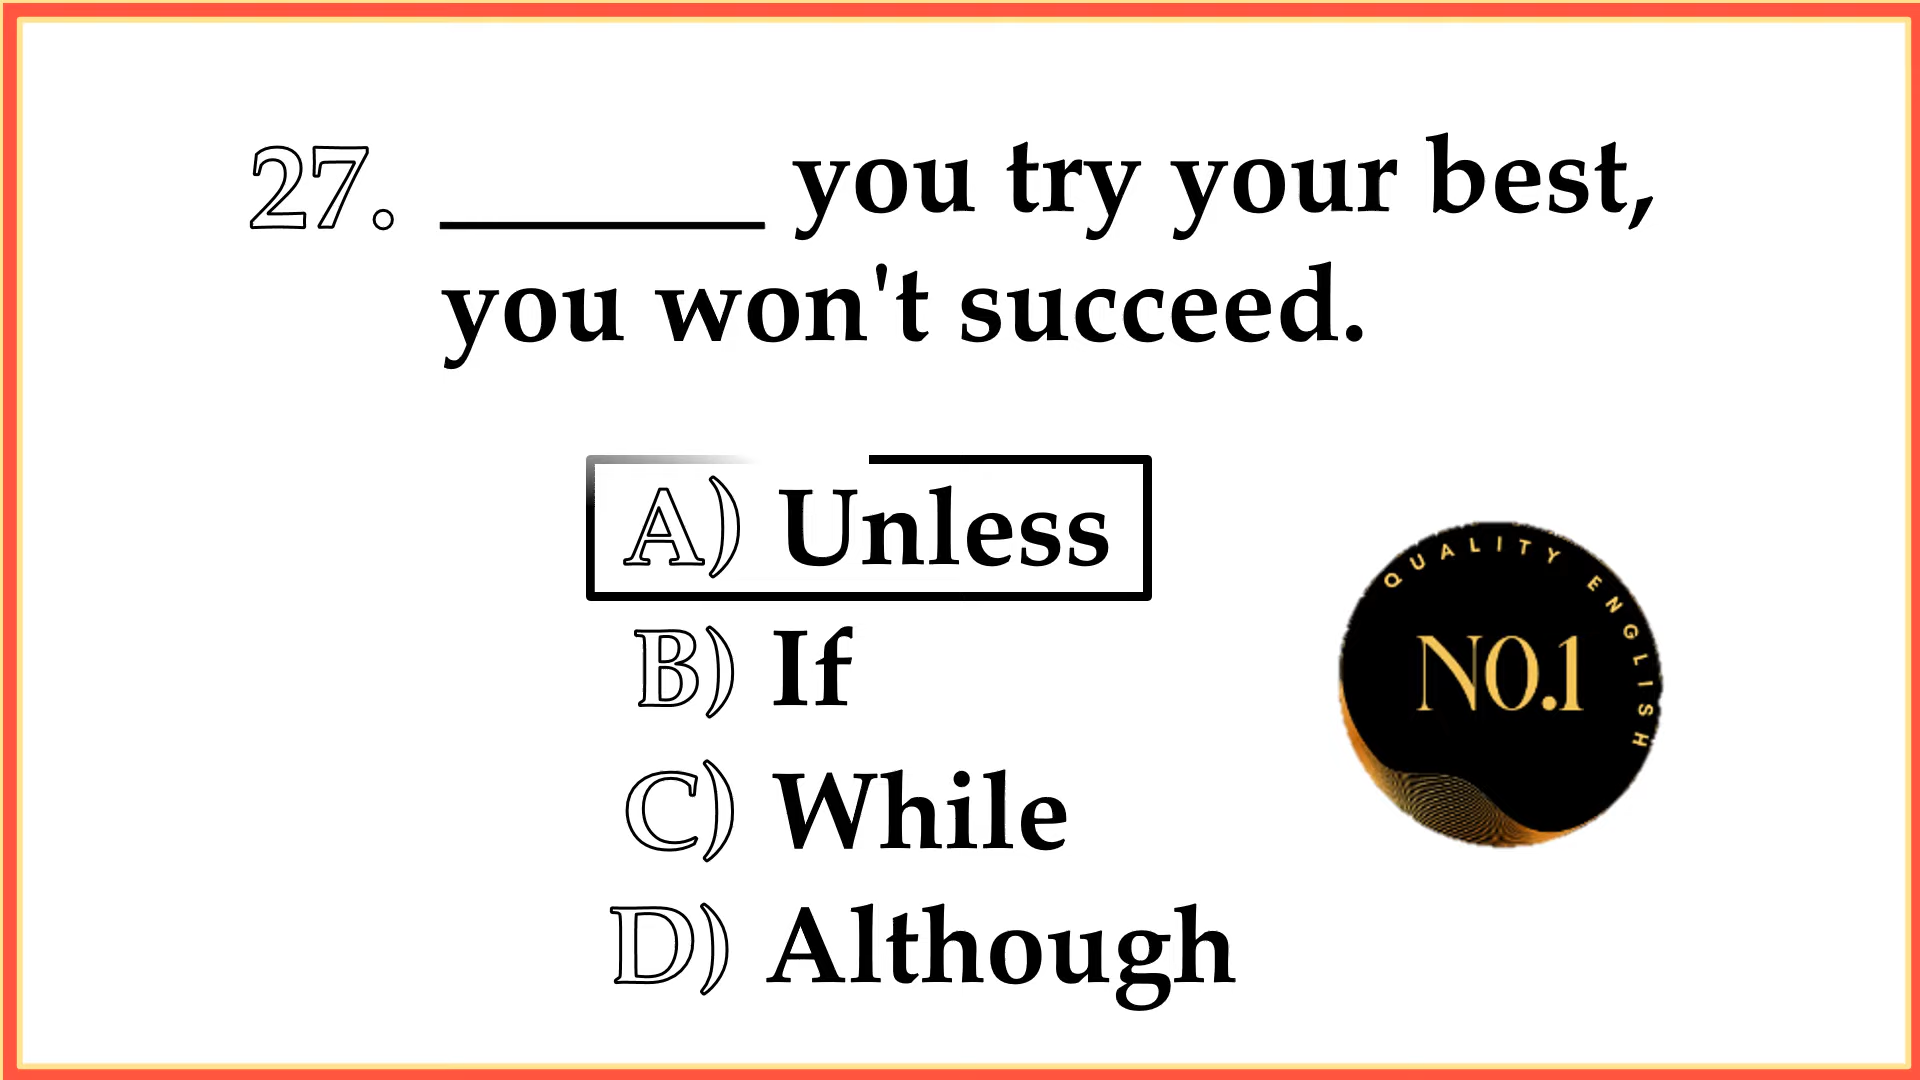 27. ______ you try your best,
you won't succeed.
A) Unless
B) If
C) While
D) Although
QUALITY ENGLISH
NO.1